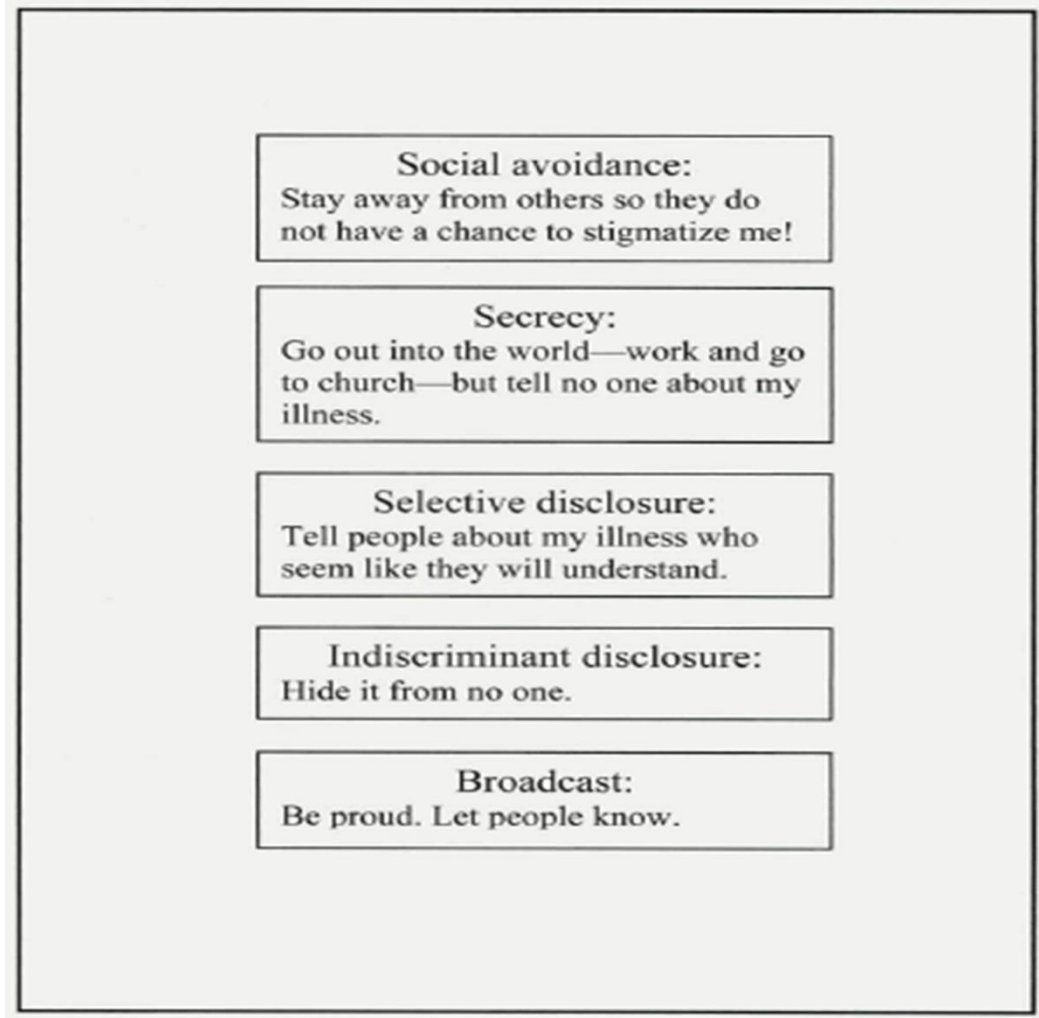 Social avoidance:
Stay away from others so they do
not have a chance to stigmatize me!
Secrecy:
Go out into the world—work and go
to church—but tell no one about my
illness.
Selective disclosure:
Tell people about my illness who
seem like they will understand.
Indiscriminant disclosure:
Hide it from no one.
Broadcast:
Be proud. Let people know.